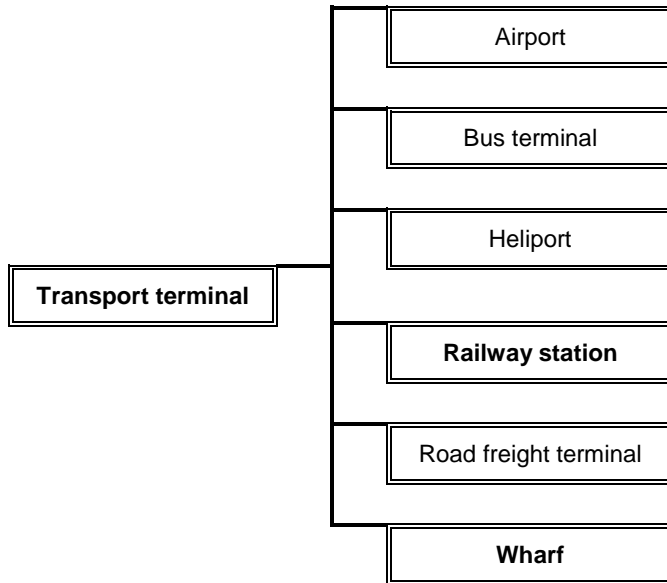 Airport
Bus terminal
Heliport
Transport terminal
Railway station
Road freight terminal
Wharf